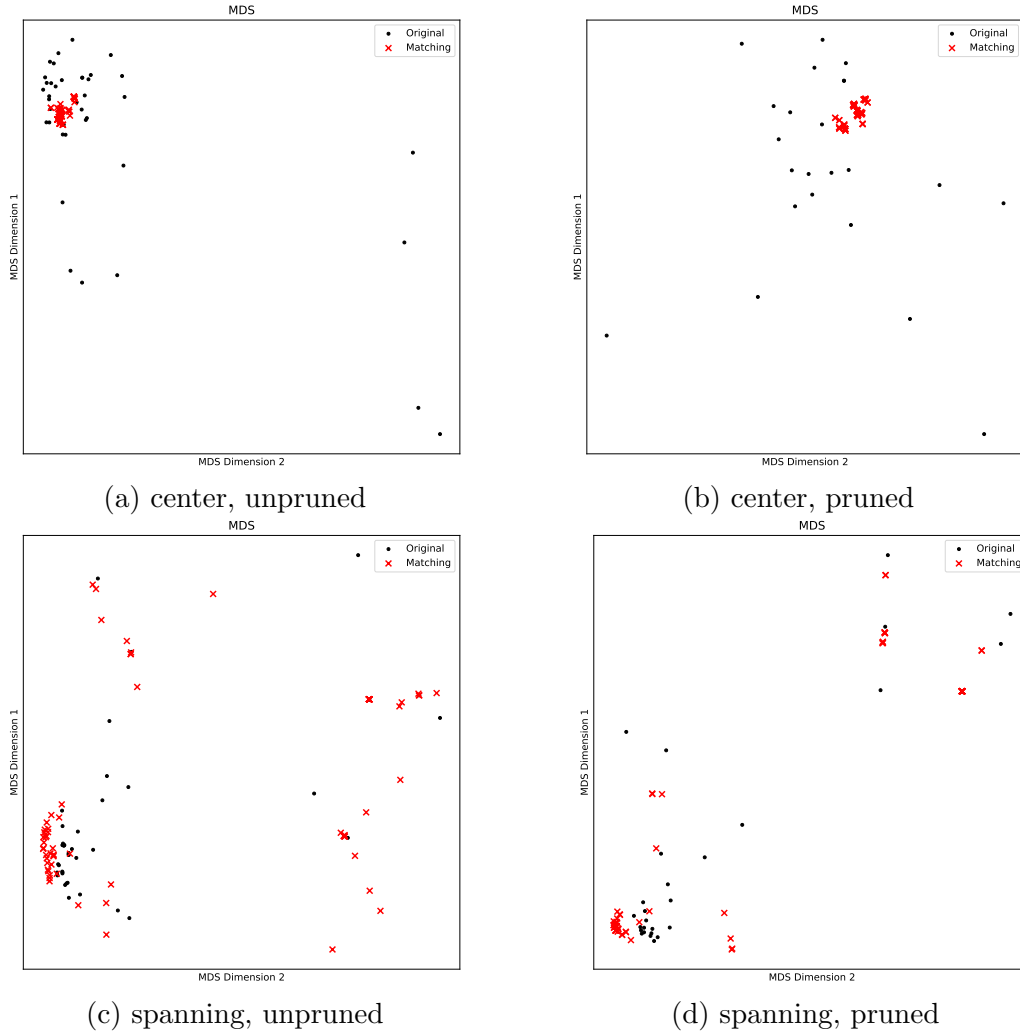 MDS
Original
Matching
MDS Dimension 1
MDS Dimension 2
(a) center, unpruned
MDS
Original
Matching
MDS Dimension 1
MDS Dimension 2
(b) center, pruned
MDS
Original
Matching
MDS Dimension 1
MDS Dimension 2
(c) spanning, unpruned
MDS
Original
Matching
MDS Dimension 1
MDS Dimension 2
(d) spanning, pruned